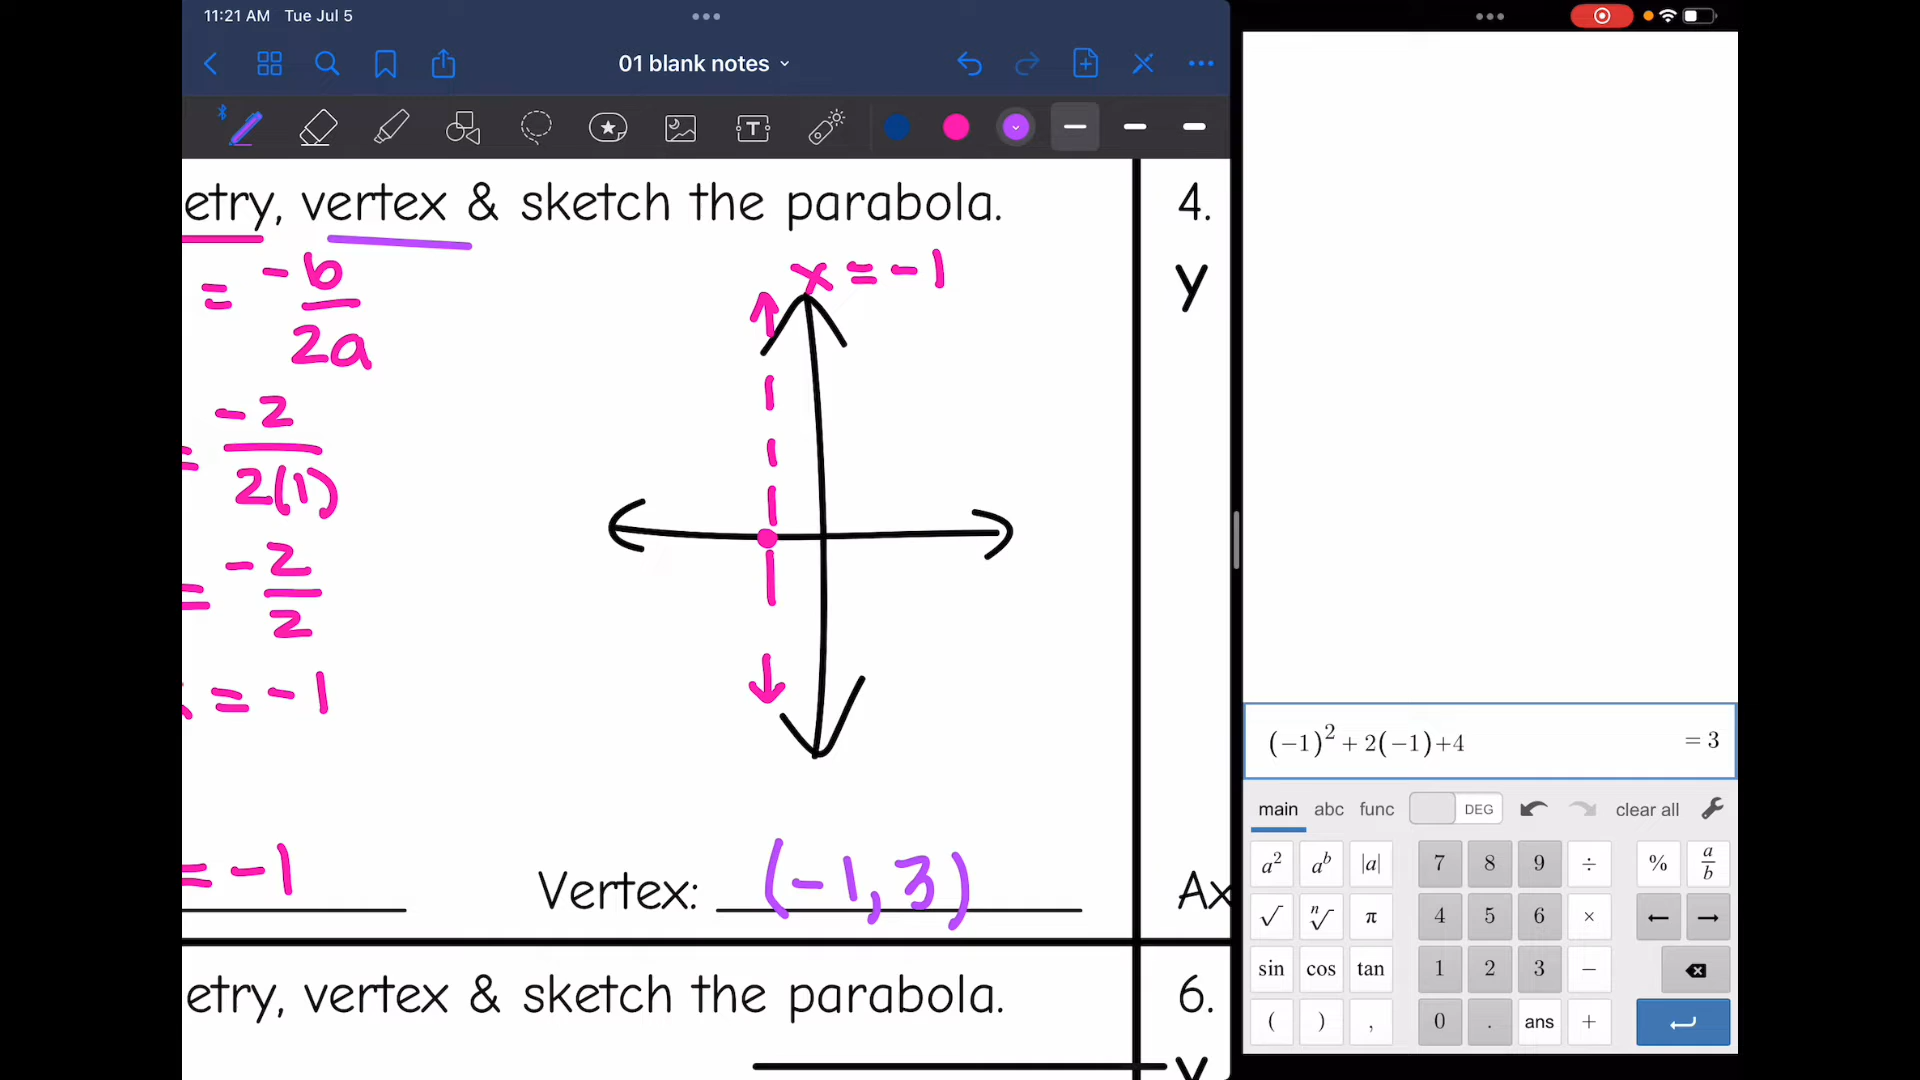 11:21 AM Tue Jul 5
01 blank notes
T
etry, vertex & sketch the parabola.
= -b/2a
= -2/2(1)
= -2/2
x = -1
x = -1
= -1
Vertex: (-1, 3)
4.
y
Ax
etry, vertex & sketch the parabola.
6.
y
(−1)² + 2(−1)+4 = 3
main abc func DEG clear all
a² aᵇ |a| 7 8 9 ÷ % a/b
√ ⁿ√ π 4 5 6 × ← →
sin cos tan 1 2 3 −
( ) , 0 . ans +